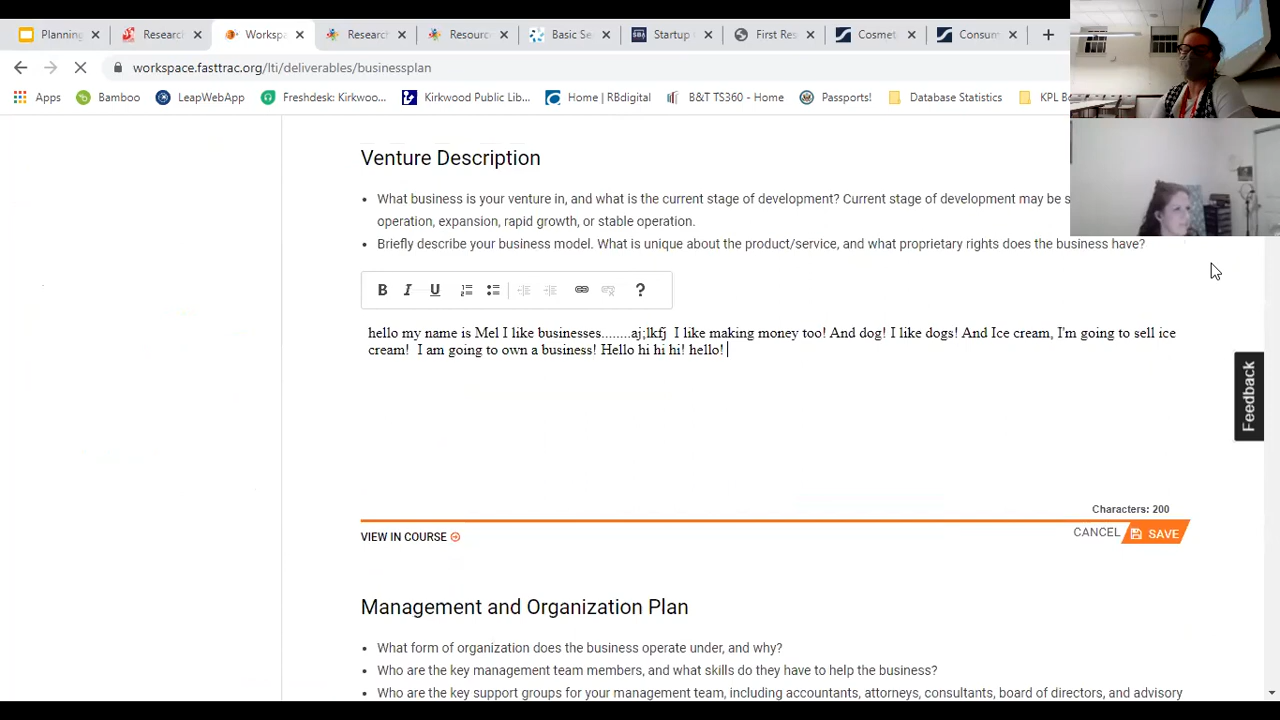 Planning
Research
Worksp
Resear
Resourc
Basic Se
Startup
First Res
Cosmet
Consum
workspace.fasttrac.org/lti/deliverables/businessplan
Apps
Bamboo
LeapWebApp
Freshdesk: Kirkwoo...
Kirkwood Public Lib...
Home | RBdigital
B&T TS360 - Home
Passports!
Database Statistics
KPL B
Venture Description
What business is your venture in, and what is the current stage of development? Current stage of development may be s
operation, expansion, rapid growth, or stable operation.
Briefly describe your business model. What is unique about the product/service, and what proprietary rights does the business have?
B I U ?
hello my name is Mel I like businesses........aj;lkfj I like making money too! And dog! I like dogs! And Ice cream, I'm going to sell ice
cream! I am going to own a business! Hello hi hi hi! hello!
Feedback
Characters: 200
VIEW IN COURSE
CANCEL
SAVE
Management and Organization Plan
What form of organization does the business operate under, and why?
Who are the key management team members, and what skills do they have to help the business?
Who are the key support groups for your management team, including accountants, attorneys, consultants, board of directors, and advisory